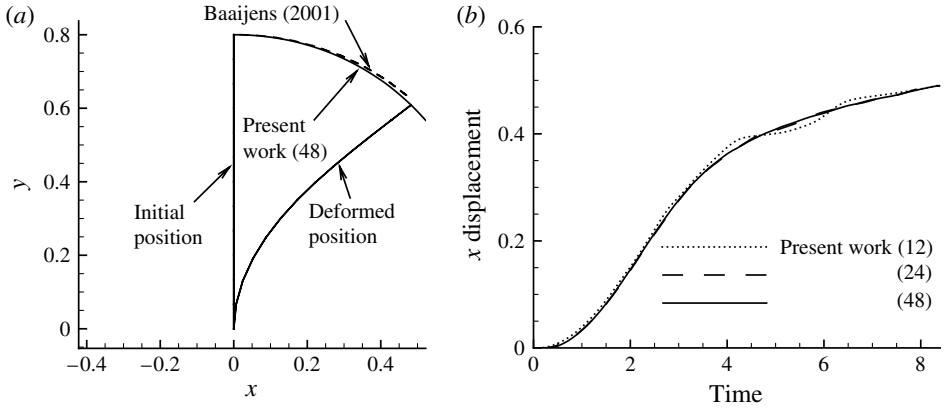 (a)
Baaijens (2001)
0.8
0.6
0.4
0.2
0
y
Present
work (48)
Initial
position
Deformed
position
−0.4
−0.2
0
0.2
0.4
x
(b)
0.6
0.4
0.2
0
x displacement
Present work (12)
(24)
(48)
0
2
4
6
8
Time